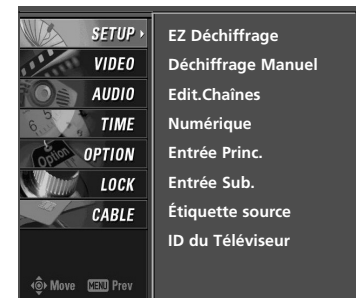 SETUP
VIDEO
AUDIO
TIME
OPTION
LOCK
CABLE
Move MENU Prev
EZ Déchiffrage
Déchiffrage Manuel
Edit.Chaînes
Numérique
Entrée Princ.
Entrée Sub.
Étiquette source
ID du Téléviseur